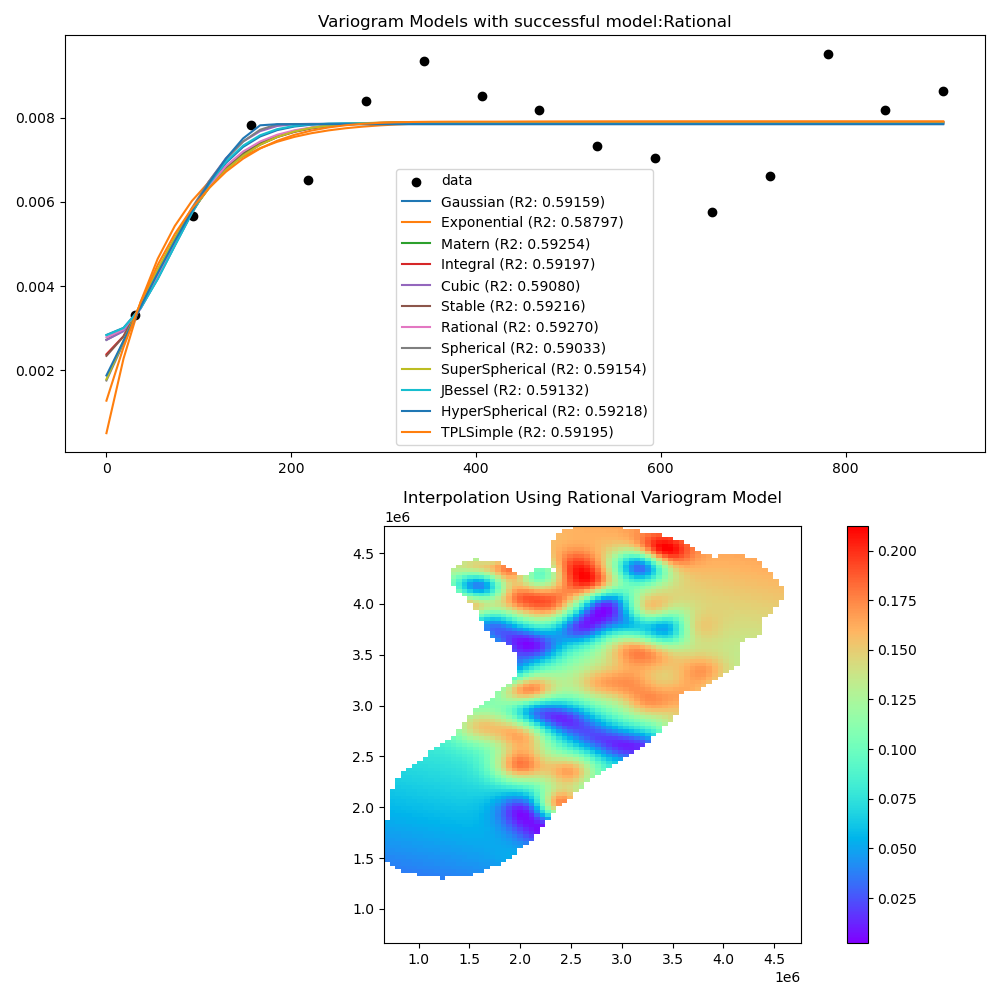 Variogram Models with successful model:Rational
0.008
0.006
0.004
0.002
data
Gaussian (R2: 0.59159)
Exponential (R2: 0.58797)
Matern (R2: 0.59254)
Integral (R2: 0.59197)
Cubic (R2: 0.59080)
Stable (R2: 0.59216)
Rational (R2: 0.59270)
Spherical (R2: 0.59033)
SuperSpherical (R2: 0.59154)
JBessel (R2: 0.59132)
HyperSpherical (R2: 0.59218)
TPLSimple (R2: 0.59195)
0 200 400 600 800
Interpolation Using Rational Variogram Model
1e6
4.5
4.0
3.5
3.0
2.5
2.0
1.5
1.0
1.0 1.5 2.0 2.5 3.0 3.5 4.0 4.5
1e6
0.200
0.175
0.150
0.125
0.100
0.075
0.050
0.025